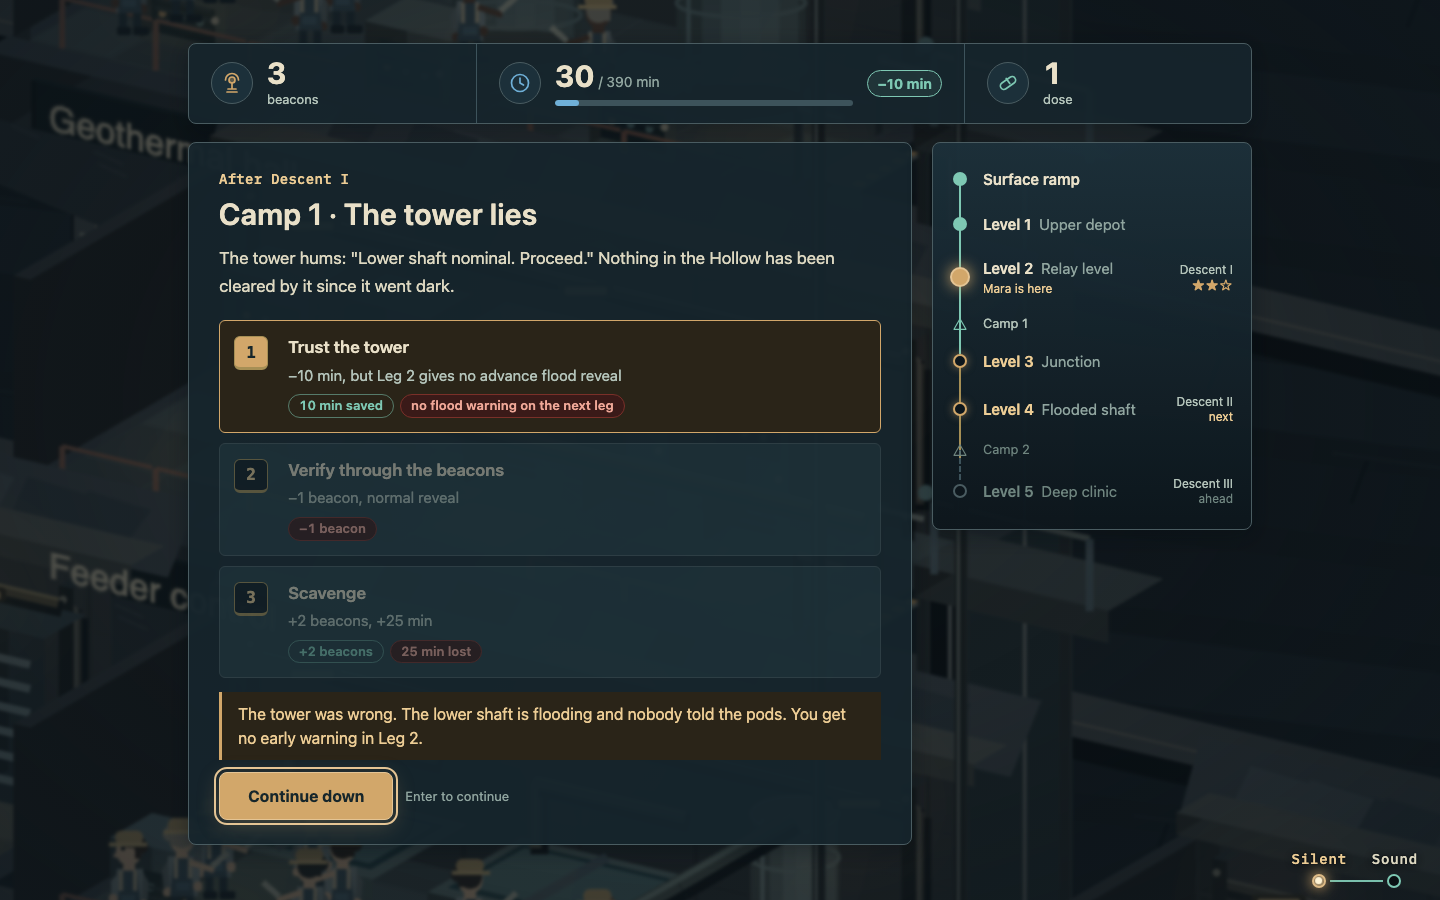 3
beacons
30 / 390 min
−10 min
1
dose
Geotherm
After Descent I
Camp 1 · The tower lies
The tower hums: "Lower shaft nominal. Proceed." Nothing in the Hollow has been
cleared by it since it went dark.
1
Trust the tower
−10 min, but Leg 2 gives no advance flood reveal
10 min saved
no flood warning on the next leg
2
Verify through the beacons
−1 beacon, normal reveal
−1 beacon
3
Scavenge
+2 beacons, +25 min
+2 beacons
25 min lost
The tower was wrong. The lower shaft is flooding and nobody told the pods. You get
no early warning in Leg 2.
Continue down
Enter to continue
Surface ramp
Level 1 Upper depot
Level 2 Relay level
Mara is here
Descent I
Camp 1
Level 3 Junction
Level 4 Flooded shaft
Descent II
next
Camp 2
Level 5 Deep clinic
Descent III
ahead
Feeder c
Silent
Sound